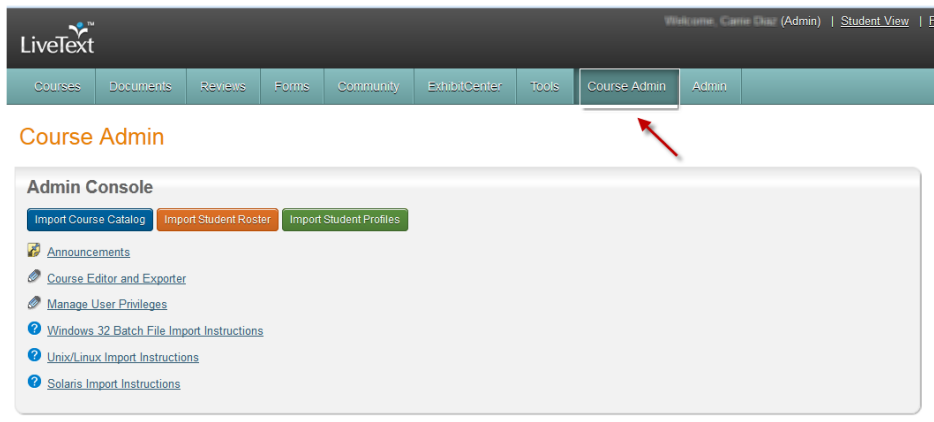 LiveText™
(Admin) | Student View |
Courses Documents Reviews Forms Community ExhibitCenter Tools Course Admin Admin
Course Admin
Admin Console
Import Course Catalog Import Student Roster Import Student Profiles
Announcements
Course Editor and Exporter
Manage User Privileges
Windows 32 Batch File Import Instructions
Unix/Linux Import Instructions
Solaris Import Instructions